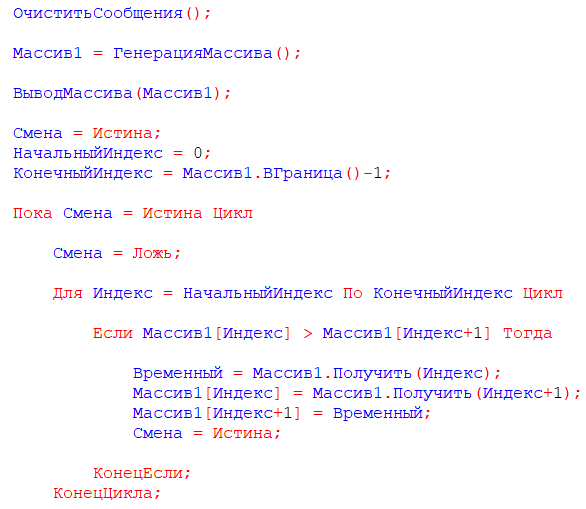 ОчиститьСообщения();
Массив1 = ГенерацияМассива();
ВыводМассива(Массив1);
Смена = Истина;
НачальныйИндекс = 0;
КонечныйИндекс = Массив1.ВГраница()-1;
Пока Смена = Истина Цикл
Смена = Ложь;
Для Индекс = НачальныйИндекс По КонечныйИндекс Цикл
Если Массив1[Индекс] > Массив1[Индекс+1] Тогда
Временный = Массив1.Получить(Индекс);
Массив1[Индекс] = Массив1.Получить(Индекс+1);
Массив1[Индекс+1] = Временный;
Смена = Истина;
КонецЕсли;
КонецЦикла;